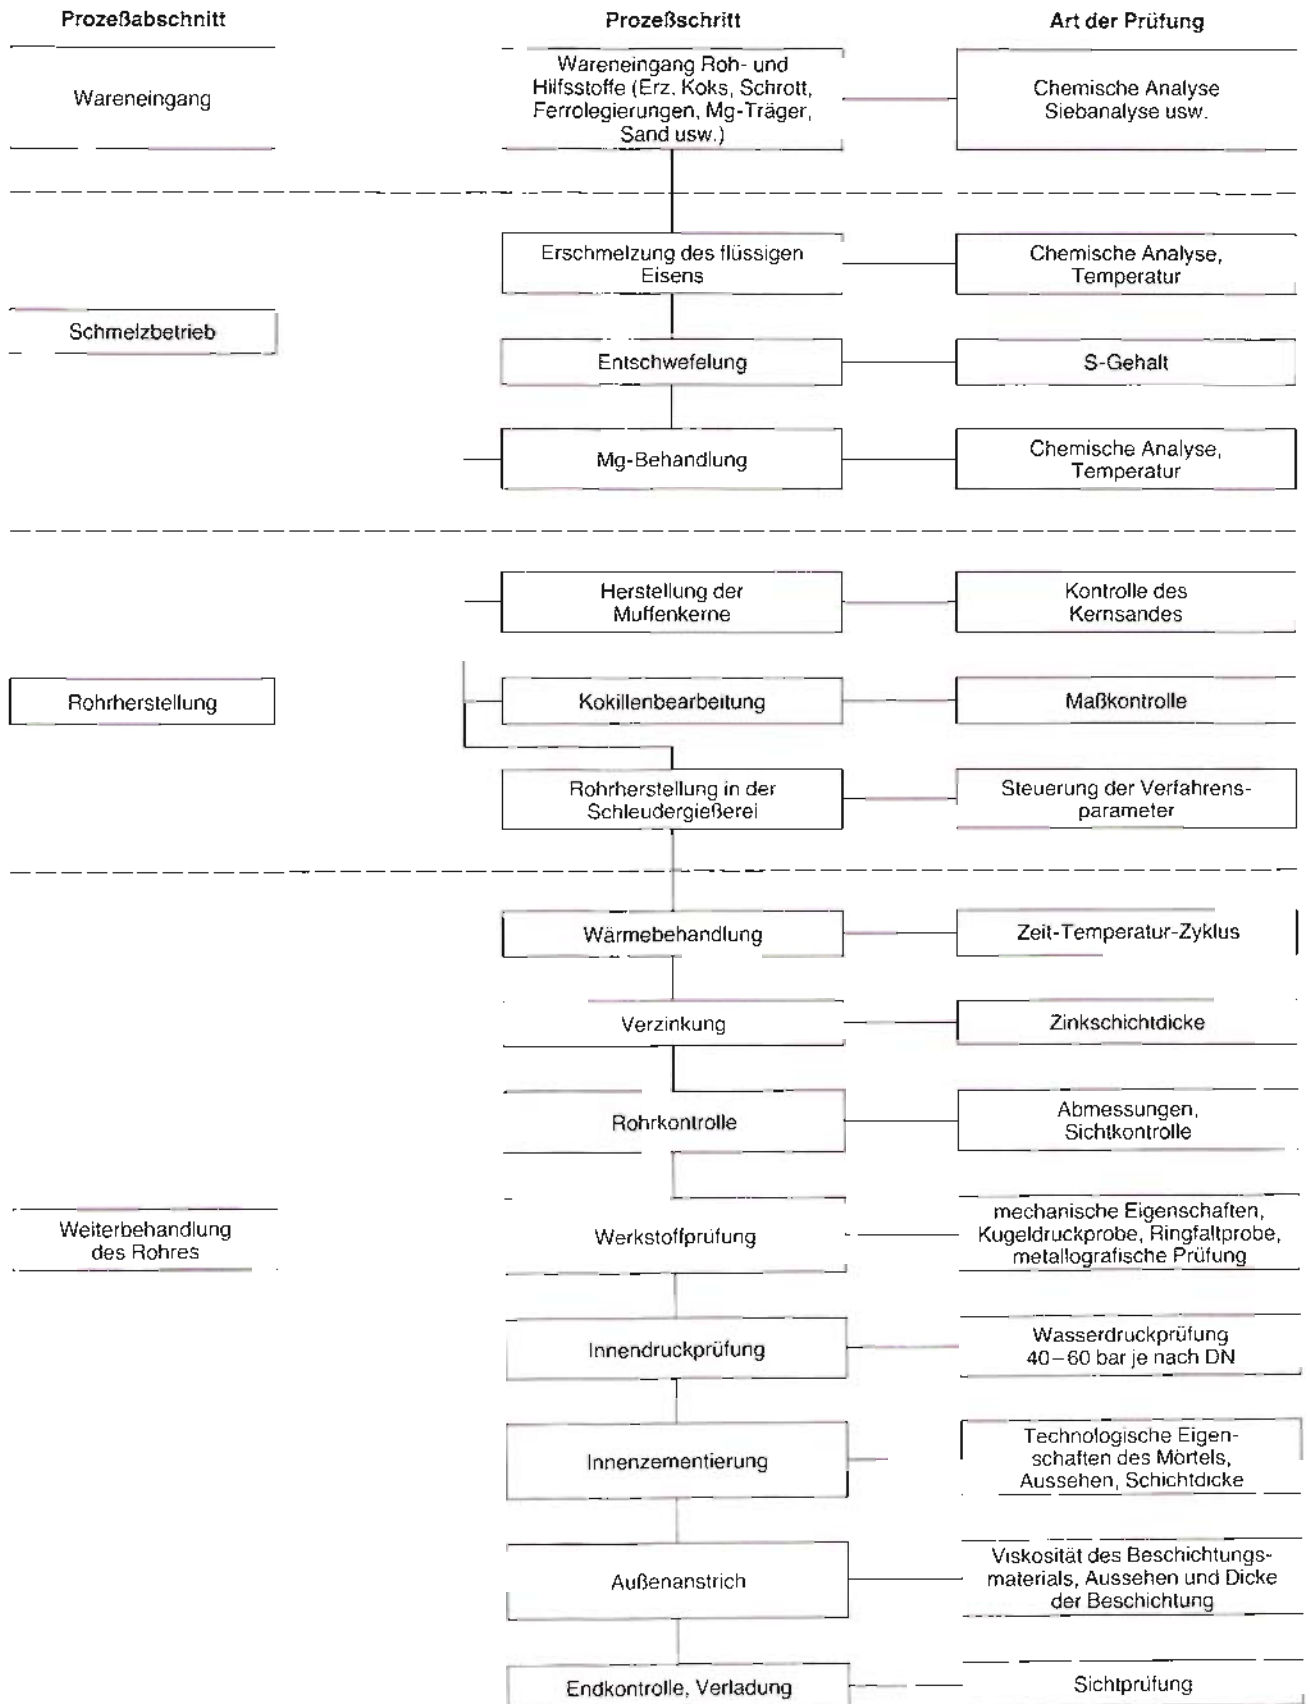 Prozeßabschnitt
Prozeßschritt
Art der Prüfung
Wareneingang
Wareneingang Roh- und
Hilfsstoffe (Erz, Koks, Schrott,
Ferrolegierungen, Mg-Träger,
Sand usw.)
Chemische Analyse
Siebanalyse usw.
Erschmelzung des flüssigen
Eisens
Chemische Analyse,
Temperatur
Schmelzbetrieb
Entschwefelung
S-Gehalt
Mg-Behandlung
Chemische Analyse,
Temperatur
Herstellung der
Muffenkerne
Kontrolle des
Kernsandes
Rohrherstellung
Kokillenbearbeitung
Maßkontrolle
Rohrherstellung in der
Schleudergießerei
Steuerung der Verfahrens-
parameter
Wärmebehandlung
Zeit-Temperatur-Zyklus
Verzinkung
Zinkschichtdicke
Rohrkontrolle
Abmessungen,
Sichtkontrolle
Weiterbehandlung
des Rohres
Werkstoffprüfung
mechanische Eigenschaften,
Kugeldruckprobe, Ringfaltprobe,
metallografische Prüfung
Innendruckprüfung
Wasserdruckprüfung
40–60 bar je nach DN
Innenzementierung
Technologische Eigen-
schaften des Mörtels,
Aussehen, Schichtdicke
Außenanstrich
Viskosität des Beschichtungs-
materials, Aussehen und Dicke
der Beschichtung
Endkontrolle, Verladung
Sichtprüfung